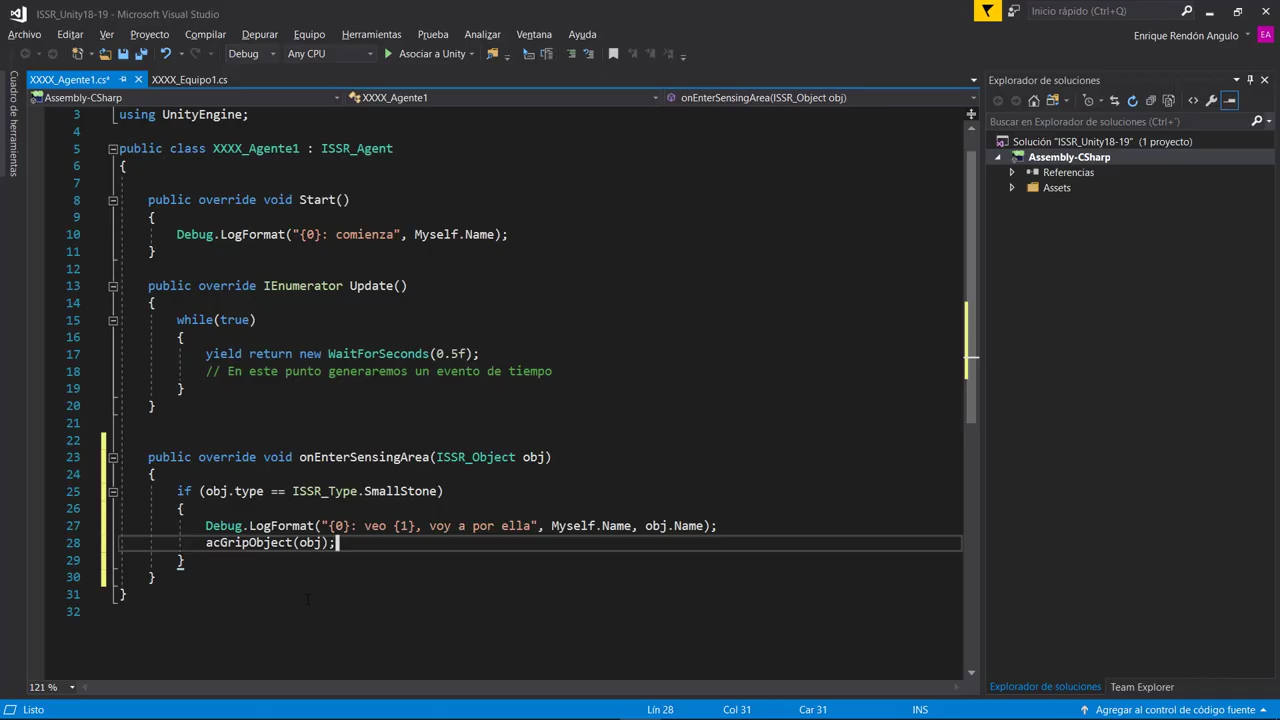 ISSR_Unity18-19 - Microsoft Visual Studio
Inicio rápido (Ctrl+Q)
Archivo Editar Ver Proyecto Compilar Depurar Equipo Herramientas Prueba Analizar Ventana Ayuda
Enrique Rendón Angulo EA
Debug Any CPU Asociar a Unity
Cuadro de herramientas
XXXX_Agente1.cs* XXXX_Equipo1.cs
Assembly-CSharp XXXX_Agente1 onEnterSensingArea(ISSR_Object obj)
3 using UnityEngine;
4
5 public class XXXX_Agente1 : ISSR_Agent
6 {
7
8 public override void Start()
9 {
10 Debug.LogFormat("{0}: comienza", Myself.Name);
11 }
12
13 public override IEnumerator Update()
14 {
15 while(true)
16 {
17 yield return new WaitForSeconds(0.5f);
18 // En este punto generaremos un evento de tiempo
19 }
20 }
21
22
23 public override void onEnterSensingArea(ISSR_Object obj)
24 {
25 if (obj.type == ISSR_Type.SmallStone)
26 {
27 Debug.LogFormat("{0}: veo {1}, voy a por ella", Myself.Name, obj.Name);
28 acGripObject(obj);
29 }
30 }
31 }
32
121 %
Explorador de soluciones
Buscar en Explorador de soluciones (Ctrl+´)
Solución "ISSR_Unity18-19" (1 proyecto)
Assembly-CSharp
Referencias
Assets
Explorador de soluciones Team Explorer
Listo Lín 28 Col 31 Car 31 INS Agregar al control de código fuente